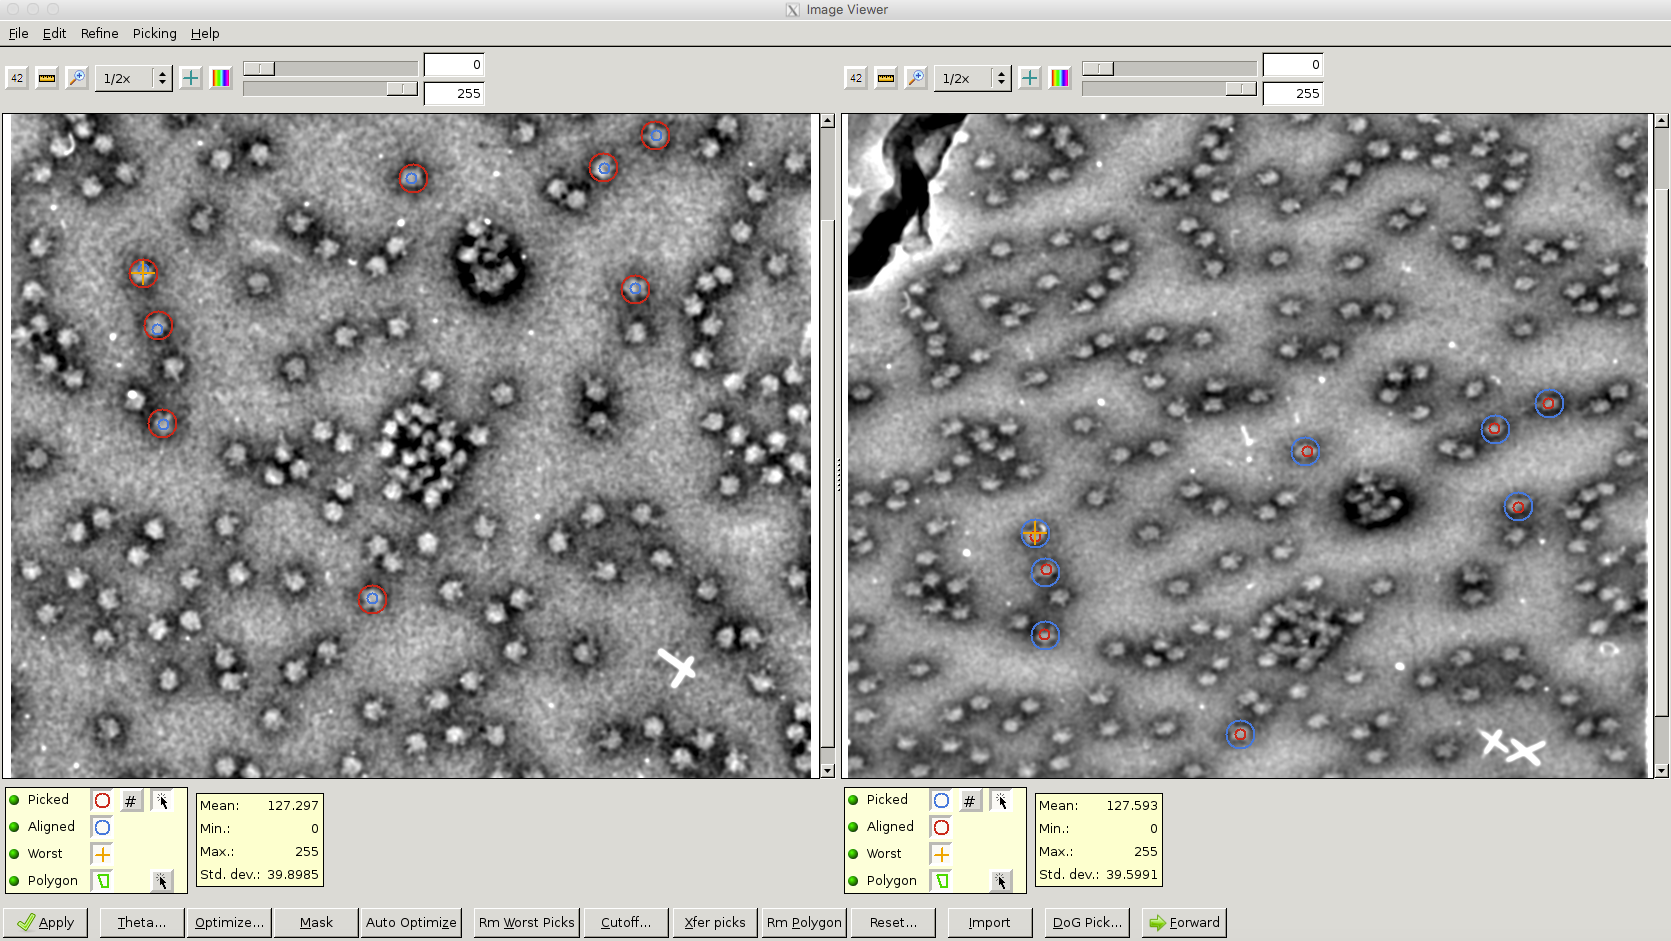 Image Viewer
File Edit Refine Picking Help
42 1/2x 0 255
42 1/2x 0 255
Picked #
Aligned
Worst
Polygon
Mean: 127.297
Min.: 0
Max.: 255
Std. dev.: 39.8985
Picked #
Aligned
Worst
Polygon
Mean: 127.593
Min.: 0
Max.: 255
Std. dev.: 39.5991
Apply Theta... Optimize... Mask Auto Optimize Rm Worst Picks Cutoff... Xfer picks Rm Polygon Reset... Import DoG Pick... Forward